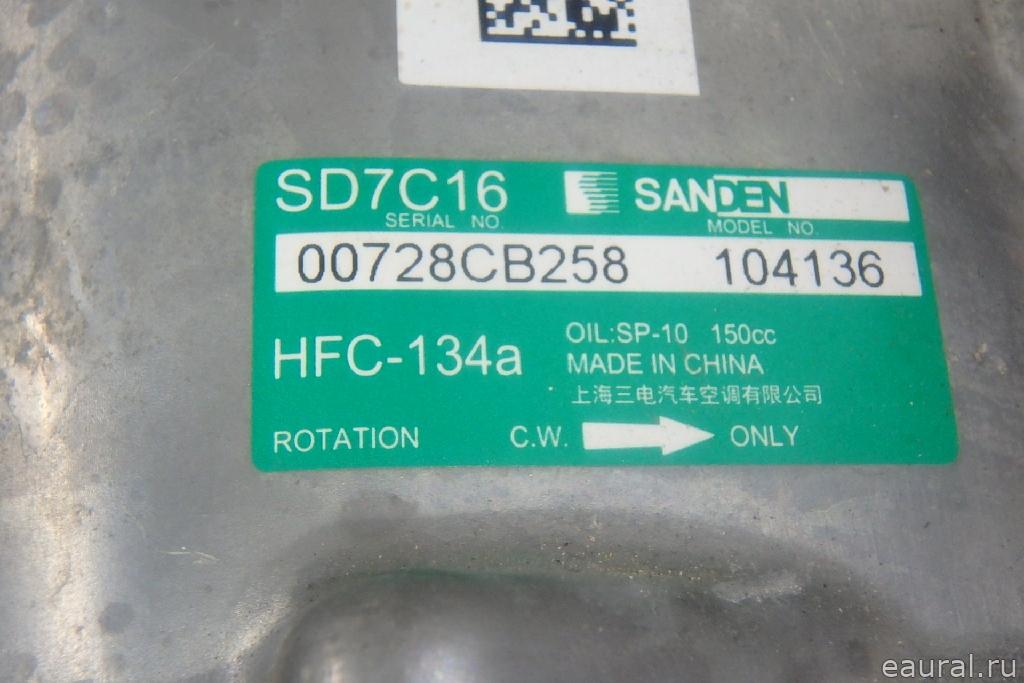 SD7C16 SANDEN
SERIAL NO. MODEL NO.
00728CB258 104136
HFC-134a
OIL:SP-10 150cc
MADE IN CHINA
上海三电汽车空调有限公司
ROTATION C.W. ONLY
eaural.ru